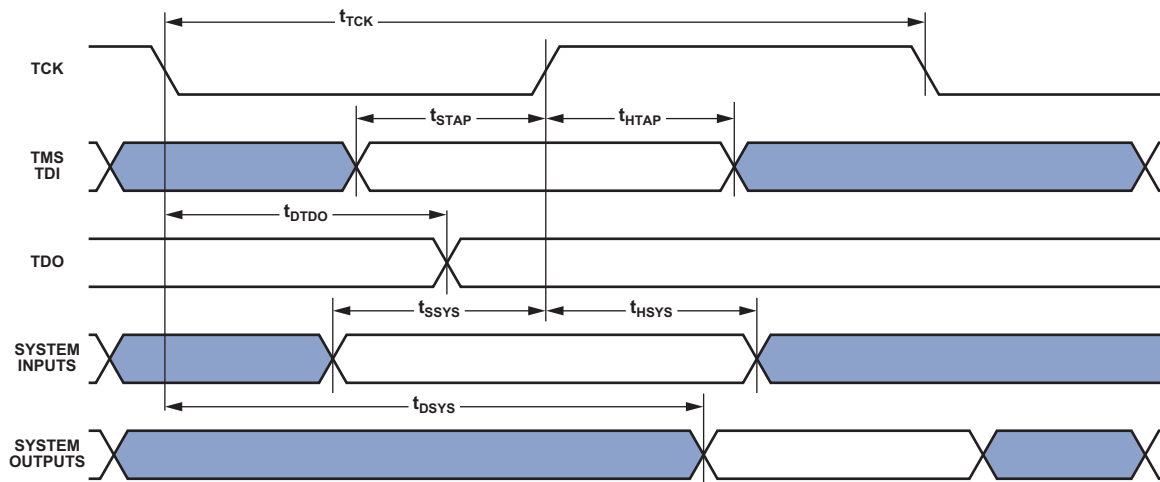 tTCK
TCK
tSTAP
tHTAP
TMS
TDI
tDTDO
TDO
tSSYS
tHSYS
SYSTEM
INPUTS
tDSYS
SYSTEM
OUTPUTS